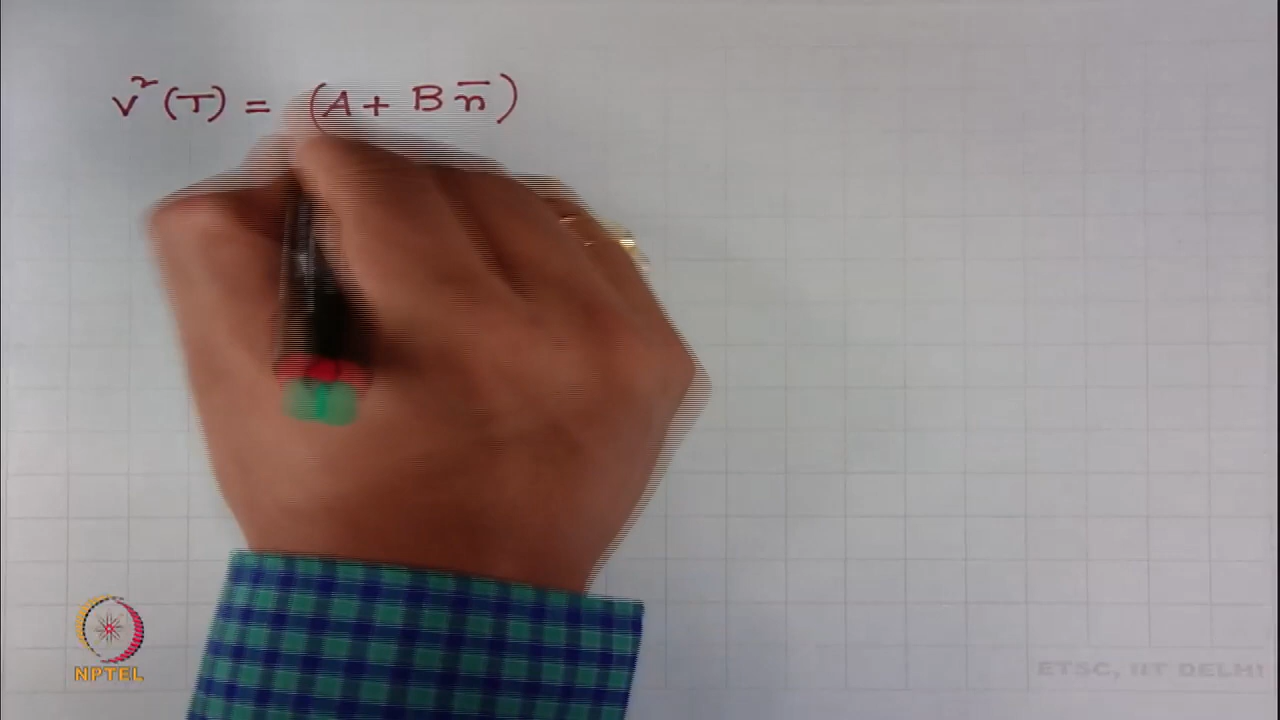 v²(T) = (A + B n̅)
NPTEL
ETSC, IIT DELHI